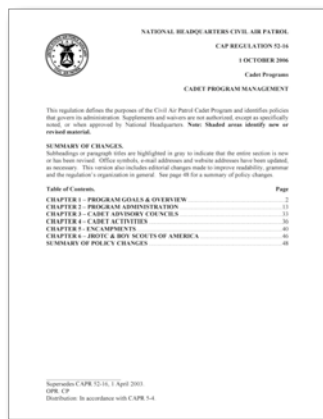 NATIONAL HEADQUARTERS CIVIL AIR PATROL
CAP REGULATION 52-16
1 OCTOBER 2006
Cadet Programs
CADET PROGRAM MANAGEMENT
This regulation defines the purposes of the Civil Air Patrol Cadet Program and identifies policies
that govern its administration. Supplements and waivers are not authorized, except as specifically
noted, or when approved by National Headquarters. Note: Shaded areas identify new or
revised material.
SUMMARY OF CHANGES.
Subheadings or paragraph titles are highlighted in gray to indicate that the entire section is new
or has been revised. Office symbols, e-mail addresses and website addresses have been updated,
as necessary. This version also includes editorial changes made to improve readability, grammar
and the regulation's organization in general. See page 48 for a summary of policy changes.
Table of Contents. Page
CHAPTER 1 – PROGRAM GOALS & OVERVIEW 2
CHAPTER 2 – PROGRAM ADMINISTRATION 13
CHAPTER 3 – CADET ADVISORY COUNCILS 33
CHAPTER 4 – CADET ACTIVITIES 36
CHAPTER 5 – ENCAMPMENTS 40
CHAPTER 6 – JROTC & BOY SCOUTS OF AMERICA 46
SUMMARY OF POLICY CHANGES 48
Supersedes CAPR 52-16, 1 April 2003.
OPR: CP
Distribution: In accordance with CAPR 5-4.